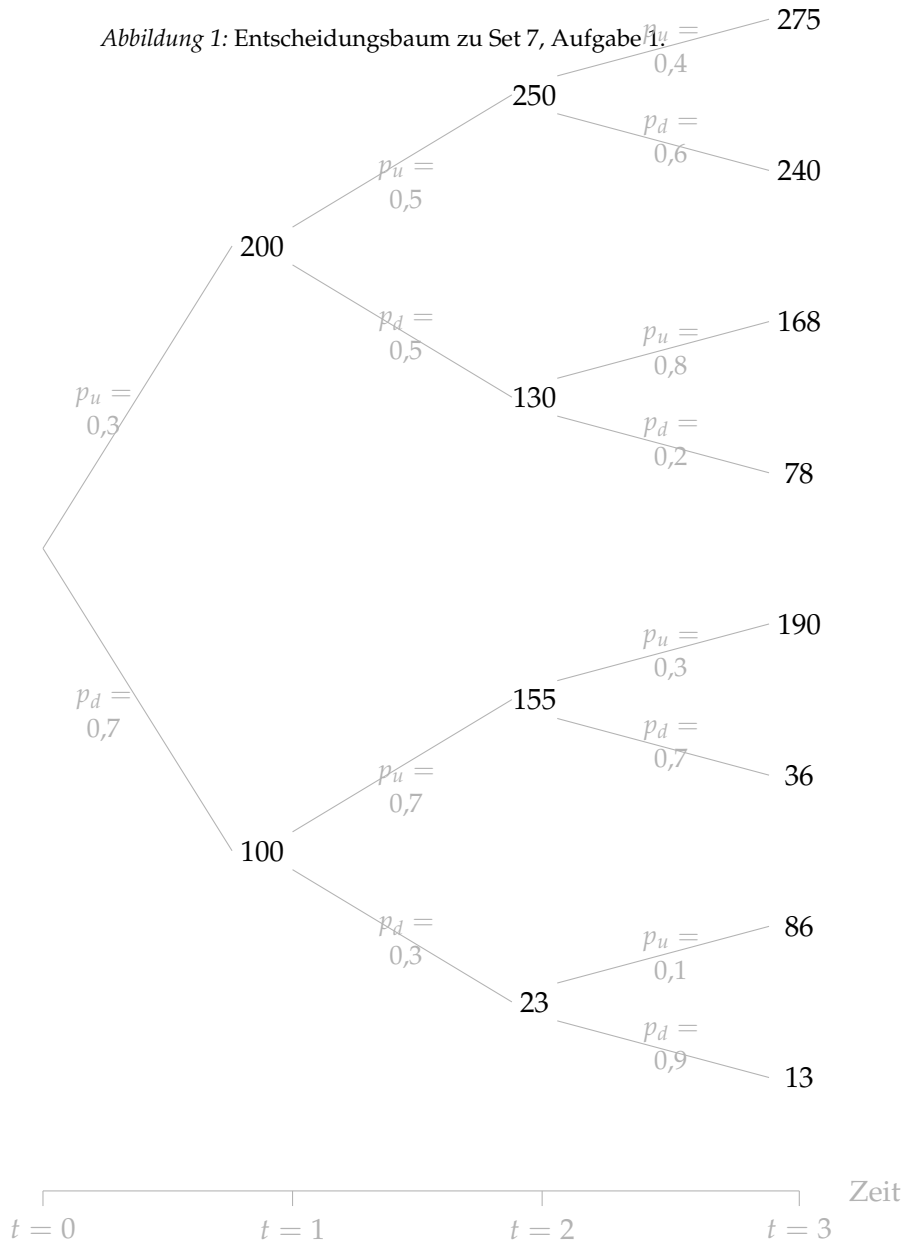 Abbildung 1: Entscheidungsbaum zu Set 7, Aufgabe 1.
275
p_u =
0,4
250
p_d =
0,6
240
p_u =
0,5
200
p_d =
0,5
168
p_u =
0,8
130
p_d =
0,2
78
p_u =
0,3
p_d =
0,7
190
p_u =
0,3
155
p_d =
0,7
36
p_u =
0,7
100
p_d =
0,3
86
p_u =
0,1
23
p_d =
0,9
13
Zeit
t = 0 t = 1 t = 2 t = 3